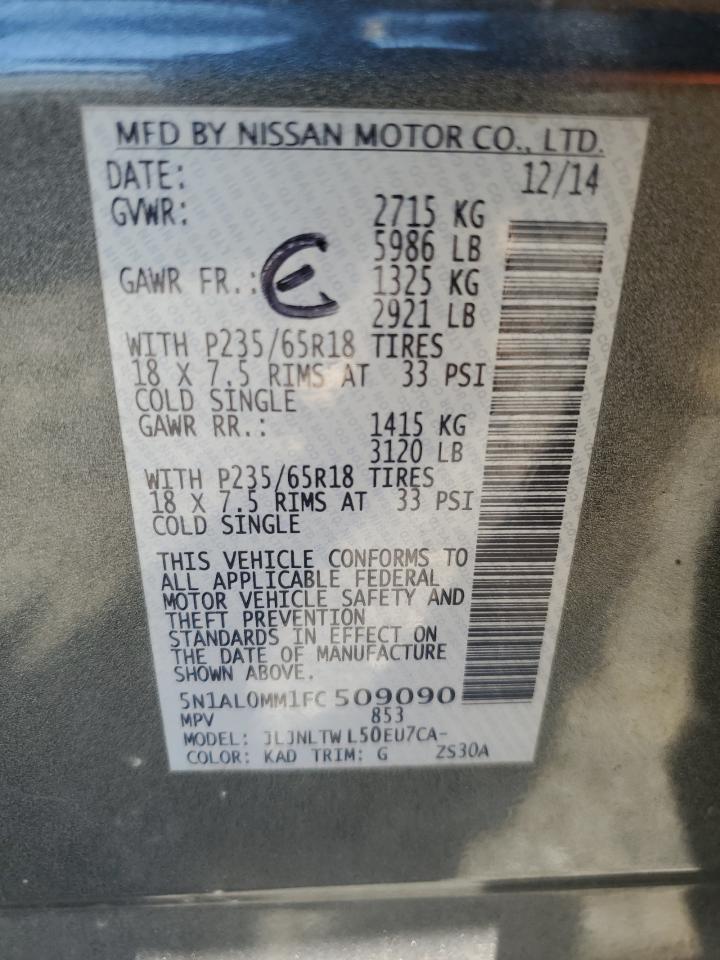 MFD BY NISSAN MOTOR CO., LTD.
DATE: 12/14
GVWR: 2715 KG
5986 LB
GAWR FR.: 1325 KG
2921 LB
WITH P235/65R18 TIRES
18 X 7.5 RIMS AT 33 PSI
COLD SINGLE
GAWR RR.: 1415 KG
3120 LB
WITH P235/65R18 TIRES
18 X 7.5 RIMS AT 33 PSI
COLD SINGLE
THIS VEHICLE CONFORMS TO
ALL APPLICABLE FEDERAL
MOTOR VEHICLE SAFETY AND
THEFT PREVENTION
STANDARDS IN EFFECT ON
THE DATE OF MANUFACTURE
SHOWN ABOVE.
5N1AL0MM1FC 509090
MPV 853
MODEL: JLJNLTW L50EU7CA-
COLOR: KAD TRIM: G ZS30A